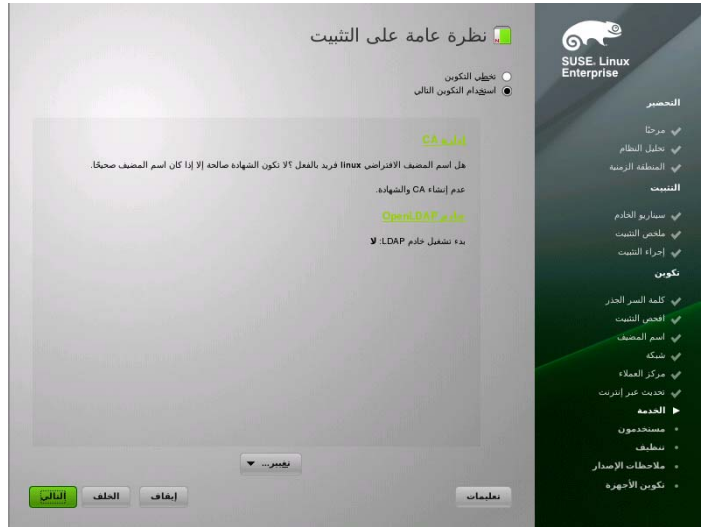 SUSE. Linux
Enterprise
التحضير
مرحبًا
تحليل النظام
المنطقة الزمنية
التثبيت
سيناريو الخادم
ملخص التثبيت
إجراء التثبيت
تكوين
كلمة السر الجذر
افحص التثبيت
اسم المضيف
شبكة
مركز العملاء
تحديث عبر إنترنت
الخدمة
مستخدمون
تنظيف
ملاحظات الإصدار
تكوين الأجهزة
نظرة عامة على التثبيت
تخطي التكوين
استخدام التكوين التالي
إدارة CA
هل اسم المضيف الافتراضي linux فريد بالفعل ؟لا تكون الشهادة صالحة إلا إذا كان اسم المضيف صحيحًا.
عدم إنشاء CA والشهادة.
خادم OpenLDAP
بدء تشغيل خادم LDAP: لا
تغيير...
تعليمات
إيقاف
الخلف
التالي